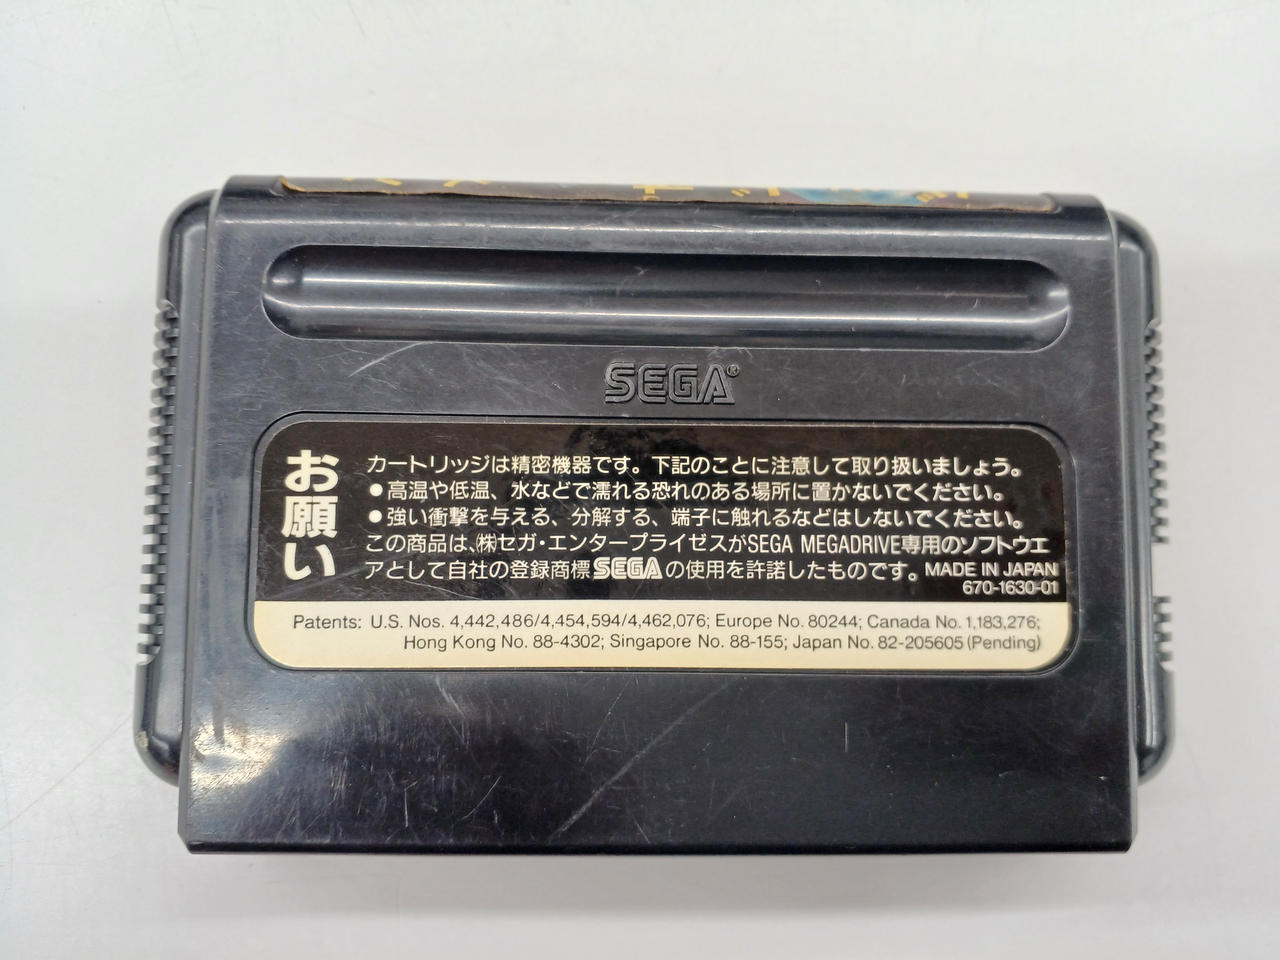 SEGA®
お願い
カートリッジは精密機器です。下記のことに注意して取り扱いましょう。
●高温や低温、水などで濡れる恐れのある場所に置かないでください。
●強い衝撃を与える、分解する、端子に触れるなどはしないでください。
この商品は、㈱セガ・エンタープライゼスがSEGA MEGADRIVE専用のソフトウエ
アとして自社の登録商標SEGAの使用を許諾したものです。MADE IN JAPAN
670-1630-01
Patents: U.S. Nos. 4,442,486/4,454,594/4,462,076; Europe No. 80244; Canada No. 1,183,276;
Hong Kong No. 88-4302; Singapore No. 88-155; Japan No. 82-205605 (Pending)